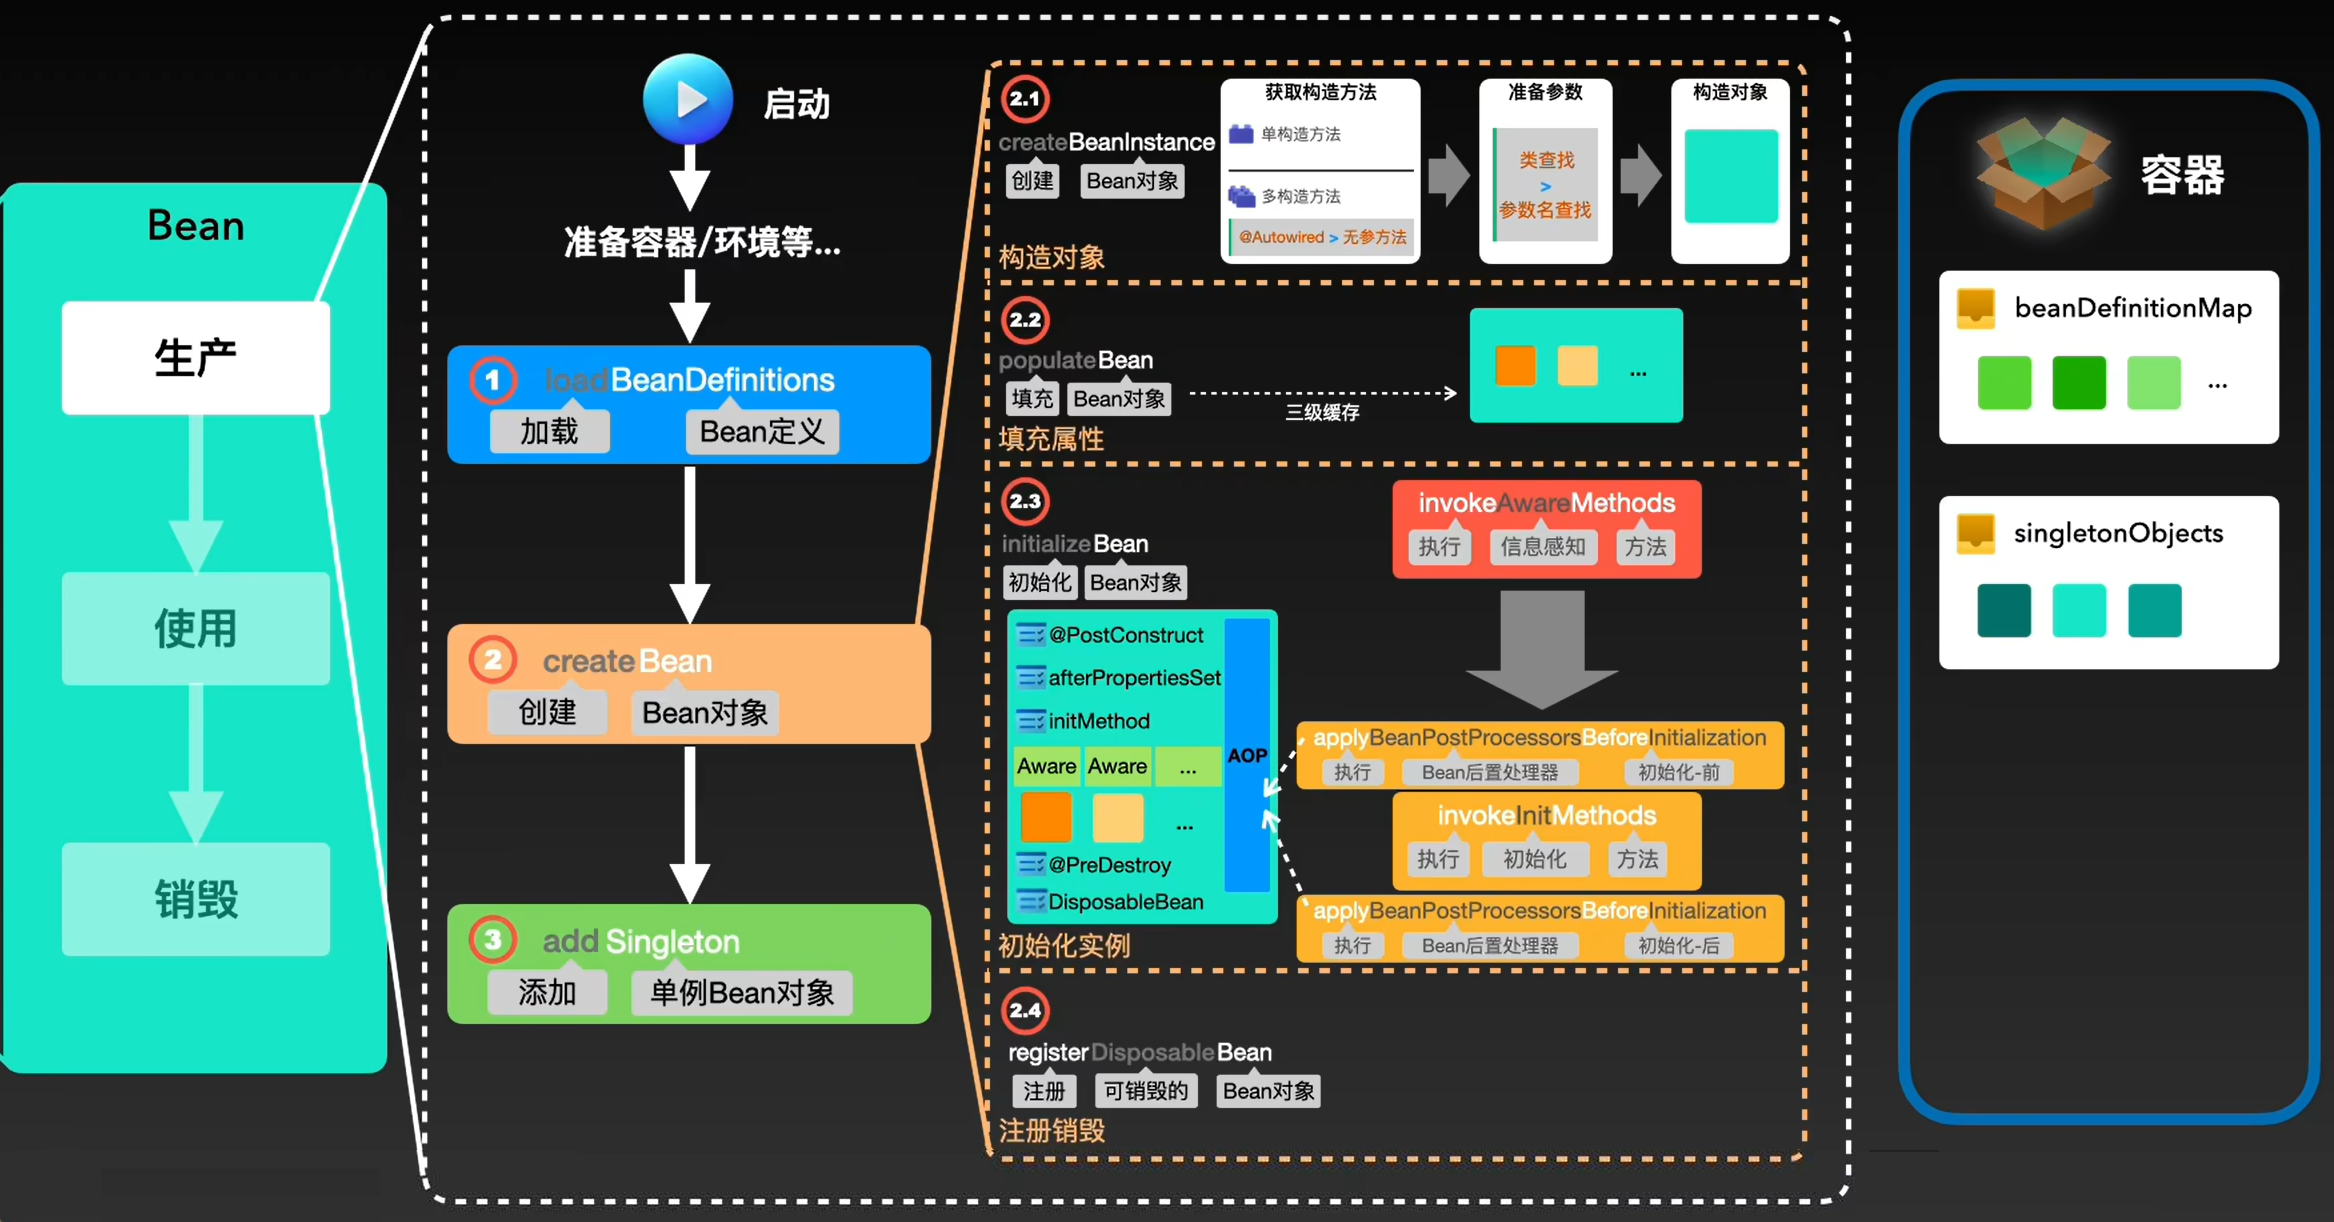 Bean
生产
使用
销毁
启动
准备容器/环境等...
1
loadBeanDefinitions
加载
Bean定义
2
createBean
创建
Bean对象
3
addSingleton
添加
单例Bean对象
2.1
createBeanInstance
创建
Bean对象
构造对象
获取构造方法
单构造方法
多构造方法
@Autowired > 无参方法
准备参数
类查找
>
参数名查找
构造对象
2.2
populateBean
填充
Bean对象
填充属性
三级缓存
...
2.3
initializeBean
初始化
Bean对象
@PostConstruct
afterPropertiesSet
initMethod
Aware
Aware
...
...
@PreDestroy
DisposableBean
AOP
初始化实例
invokeAwareMethods
执行
信息感知
方法
applyBeanPostProcessorsBeforeInitialization
执行
Bean后置处理器
初始化-前
invokeInitMethods
执行
初始化
方法
applyBeanPostProcessorsBeforeInitialization
执行
Bean后置处理器
初始化-后
2.4
registerDisposableBean
注册
可销毁的
Bean对象
注册销毁
容器
beanDefinitionMap
...
singletonObjects